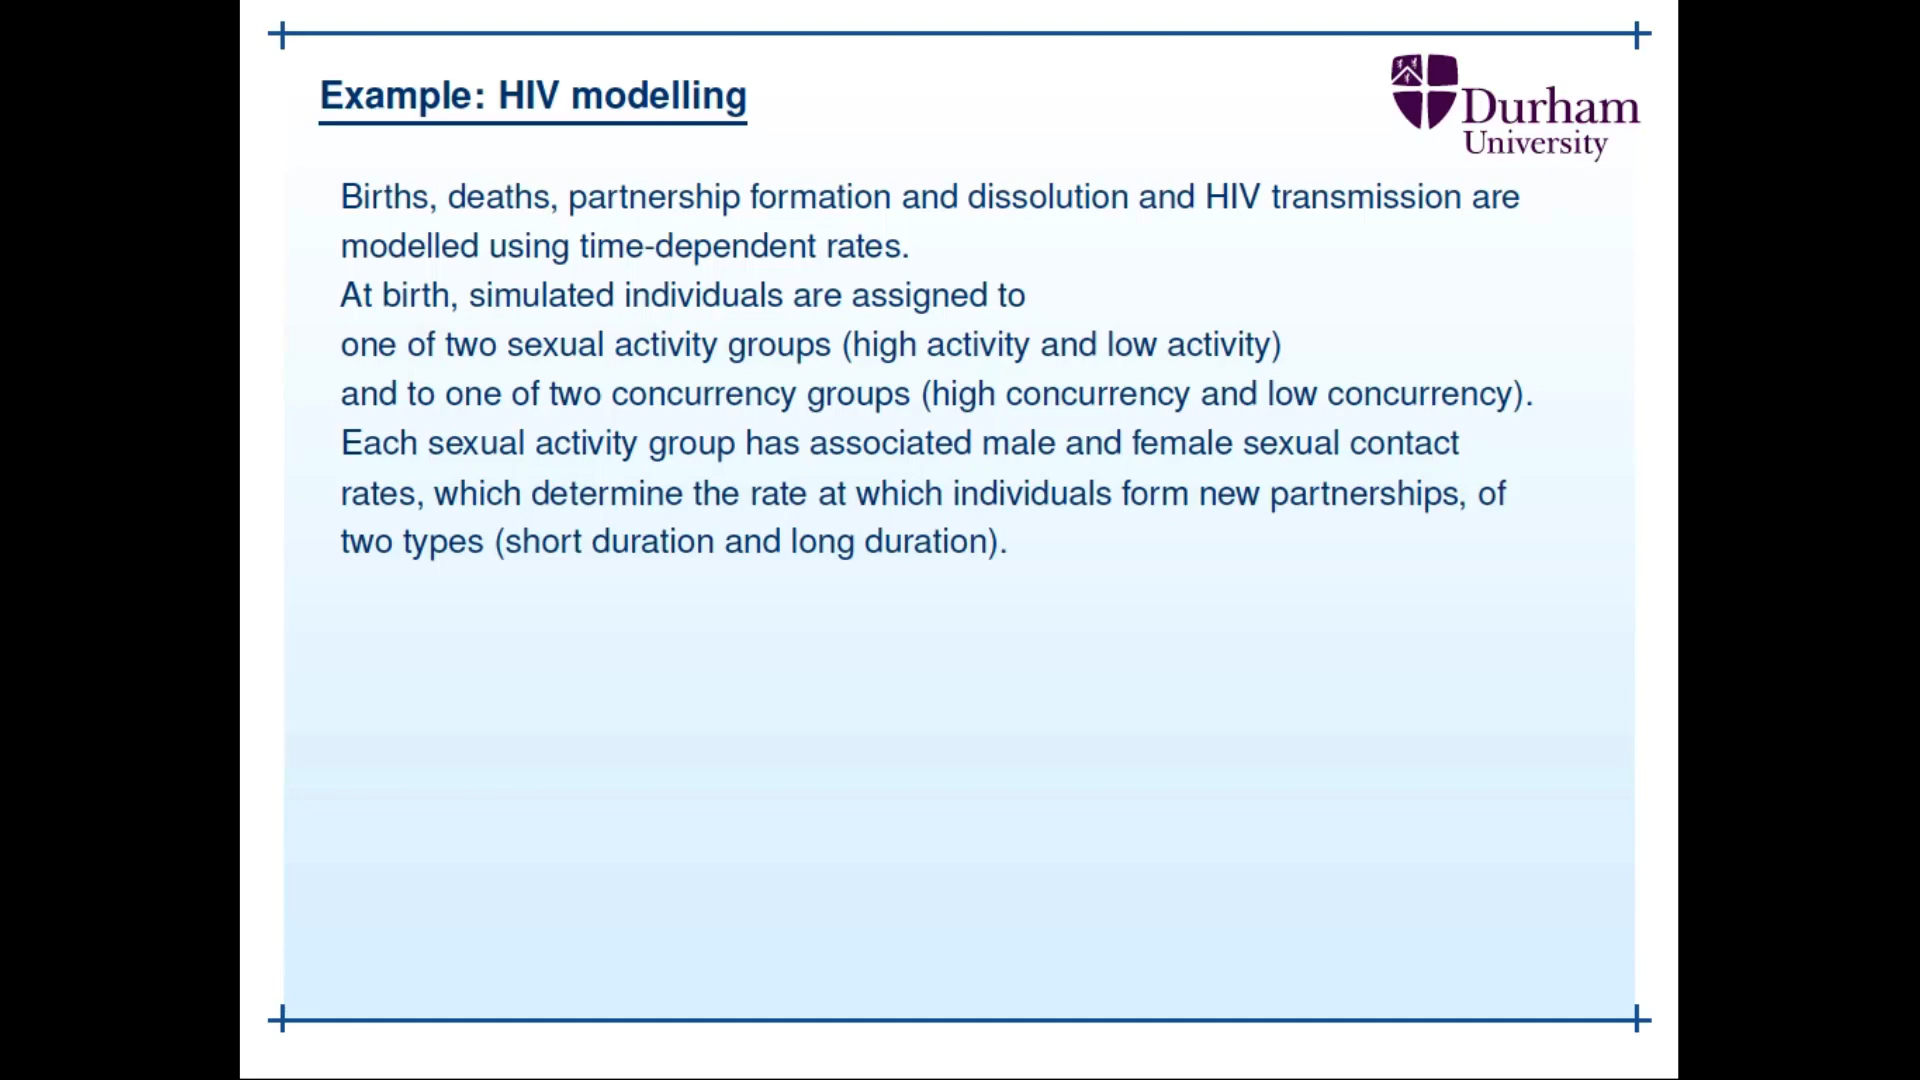 Example: HIV modelling
Durham
University
Births, deaths, partnership formation and dissolution and HIV transmission are
modelled using time-dependent rates.
At birth, simulated individuals are assigned to
one of two sexual activity groups (high activity and low activity)
and to one of two concurrency groups (high concurrency and low concurrency).
Each sexual activity group has associated male and female sexual contact
rates, which determine the rate at which individuals form new partnerships, of
two types (short duration and long duration).